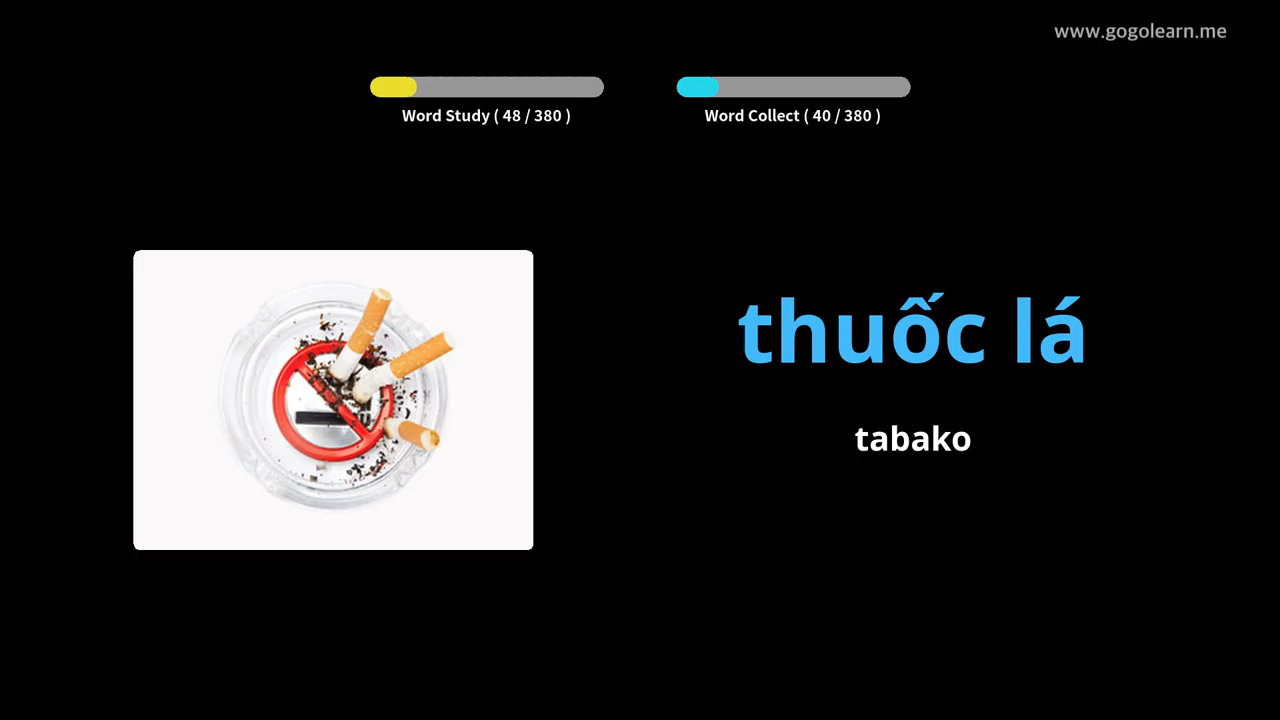 www.gogolearn.me
Word Study ( 48 / 380 )
Word Collect ( 40 / 380 )
thuốc lá
tabako